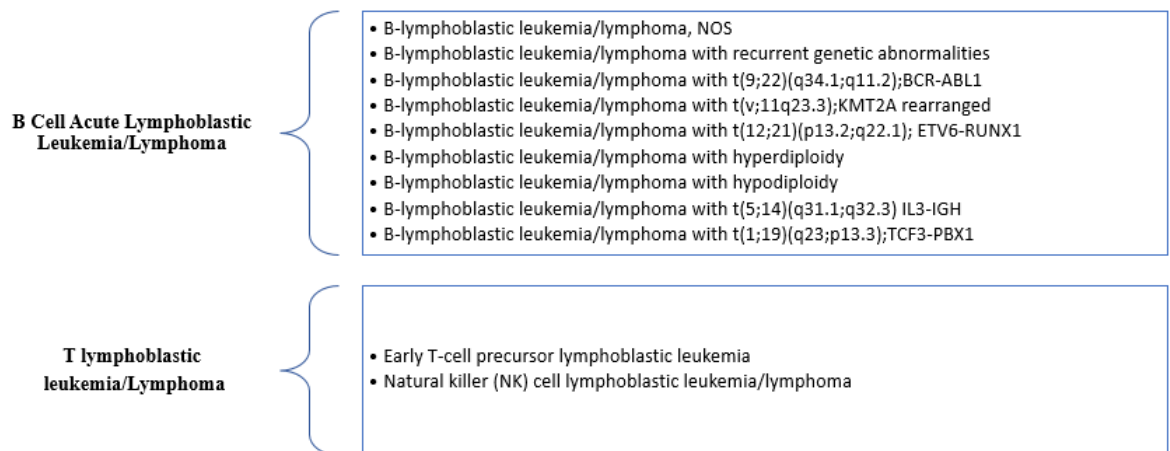 B Cell Acute Lymphoblastic
Leukemia/Lymphoma
• B-lymphoblastic leukemia/lymphoma, NOS
• B-lymphoblastic leukemia/lymphoma with recurrent genetic abnormalities
• B-lymphoblastic leukemia/lymphoma with t(9;22)(q34.1;q11.2);BCR-ABL1
• B-lymphoblastic leukemia/lymphoma with t(v;11q23.3);KMT2A rearranged
• B-lymphoblastic leukemia/lymphoma with t(12;21)(p13.2;q22.1); ETV6-RUNX1
• B-lymphoblastic leukemia/lymphoma with hyperdiploidy
• B-lymphoblastic leukemia/lymphoma with hypodiploidy
• B-lymphoblastic leukemia/lymphoma with t(5;14)(q31.1;q32.3) IL3-IGH
• B-lymphoblastic leukemia/lymphoma with t(1;19)(q23;p13.3);TCF3-PBX1
T lymphoblastic
leukemia/Lymphoma
• Early T-cell precursor lymphoblastic leukemia
• Natural killer (NK) cell lymphoblastic leukemia/lymphoma